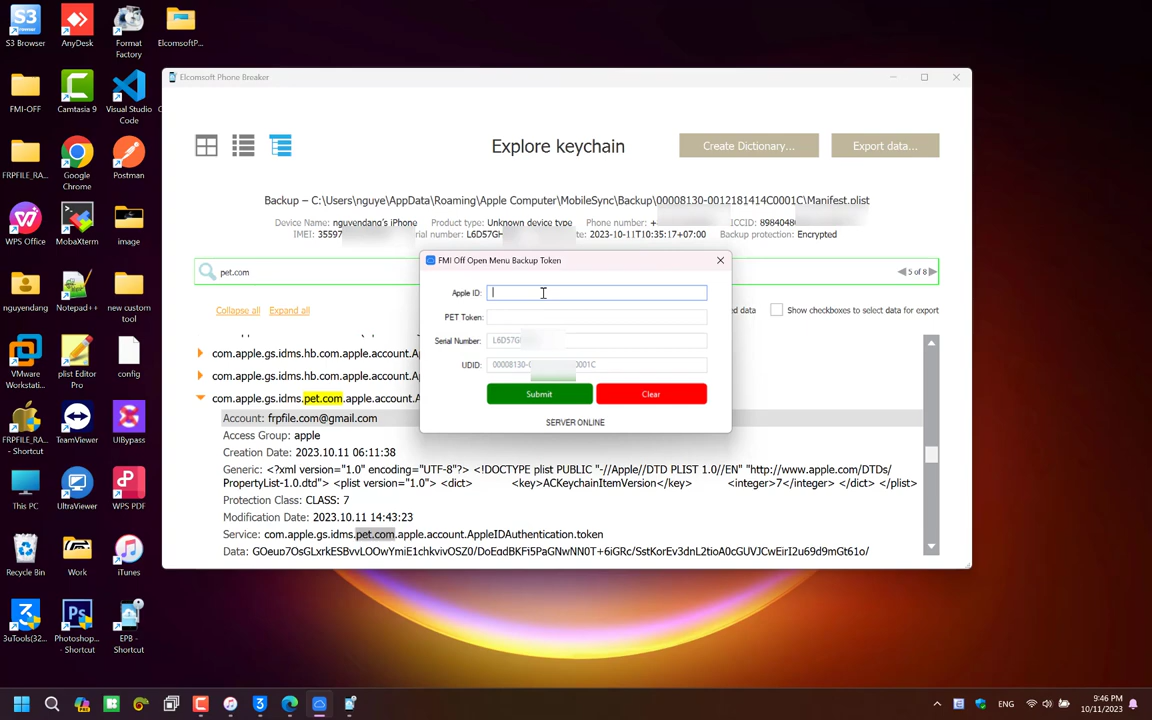 S3 Browser
AnyDesk
Format Factory
ElcomsoftP...
Elcomsoft Phone Breaker
FMI-OFF
Camtasia 9
Visual Studio Code
Explore keychain
Create Dictionary...
Export data...
FRPFILE_RA...
Google Chrome
Postman
Backup – C:\Users\nguye\AppData\Roaming\Apple Computer\MobileSync\Backup\00008130-0012181414C0001C\Manifest.plist
Device Name: nguyendang's iPhone Product type: Unknown device type Phone number: + ICCID: 8984048
IMEI: 35597 rial number: L6D57GH te: 2023-10-11T10:35:17+07:00 Backup protection: Encrypted
WPS Office
MobaXterm
image
FMI Off Open Menu Backup Token
pet.com
5 of 8
Apple ID:
PET Token:
Serial Number: L6D57G
UDID: 00008130-0 001C
Submit
Clear
SERVER ONLINE
Collapse all
Expand all
ed data
Show checkboxes to select data for export
nguyendang
Notepad++
new custom tool
com.apple.gs.idms.hb.com.apple.account.A
com.apple.gs.idms.hb.com.apple.account.A
com.apple.gs.idms.pet.com.apple.account.A
Account: frpfile.com@gmail.com
Access Group: apple
Creation Date: 2023.10.11 06:11:38
Generic: <?xml version="1.0" encoding="UTF-8"?> <!DOCTYPE plist PUBLIC "-//Apple//DTD PLIST 1.0//EN" "http://www.apple.com/DTDs/
PropertyList-1.0.dtd"> <plist version="1.0"> <dict> <key>ACKeychainItemVersion</key> <integer>7</integer> </dict> </plist>
Protection Class: CLASS: 7
Modification Date: 2023.10.11 14:43:23
Service: com.apple.gs.idms.pet.com.apple.account.AppleIDAuthentication.token
Data:
VMware Workstati...
plist Editor Pro
config
FRPFILE_RA... - Shortcut
TeamViewer
UIBypass
This PC
UltraViewer
WPS PDF
Recycle Bin
Work
iTunes
3uTools(32...
Photoshop... - Shortcut
EPB - Shortcut
ENG
9:46 PM
10/11/2023